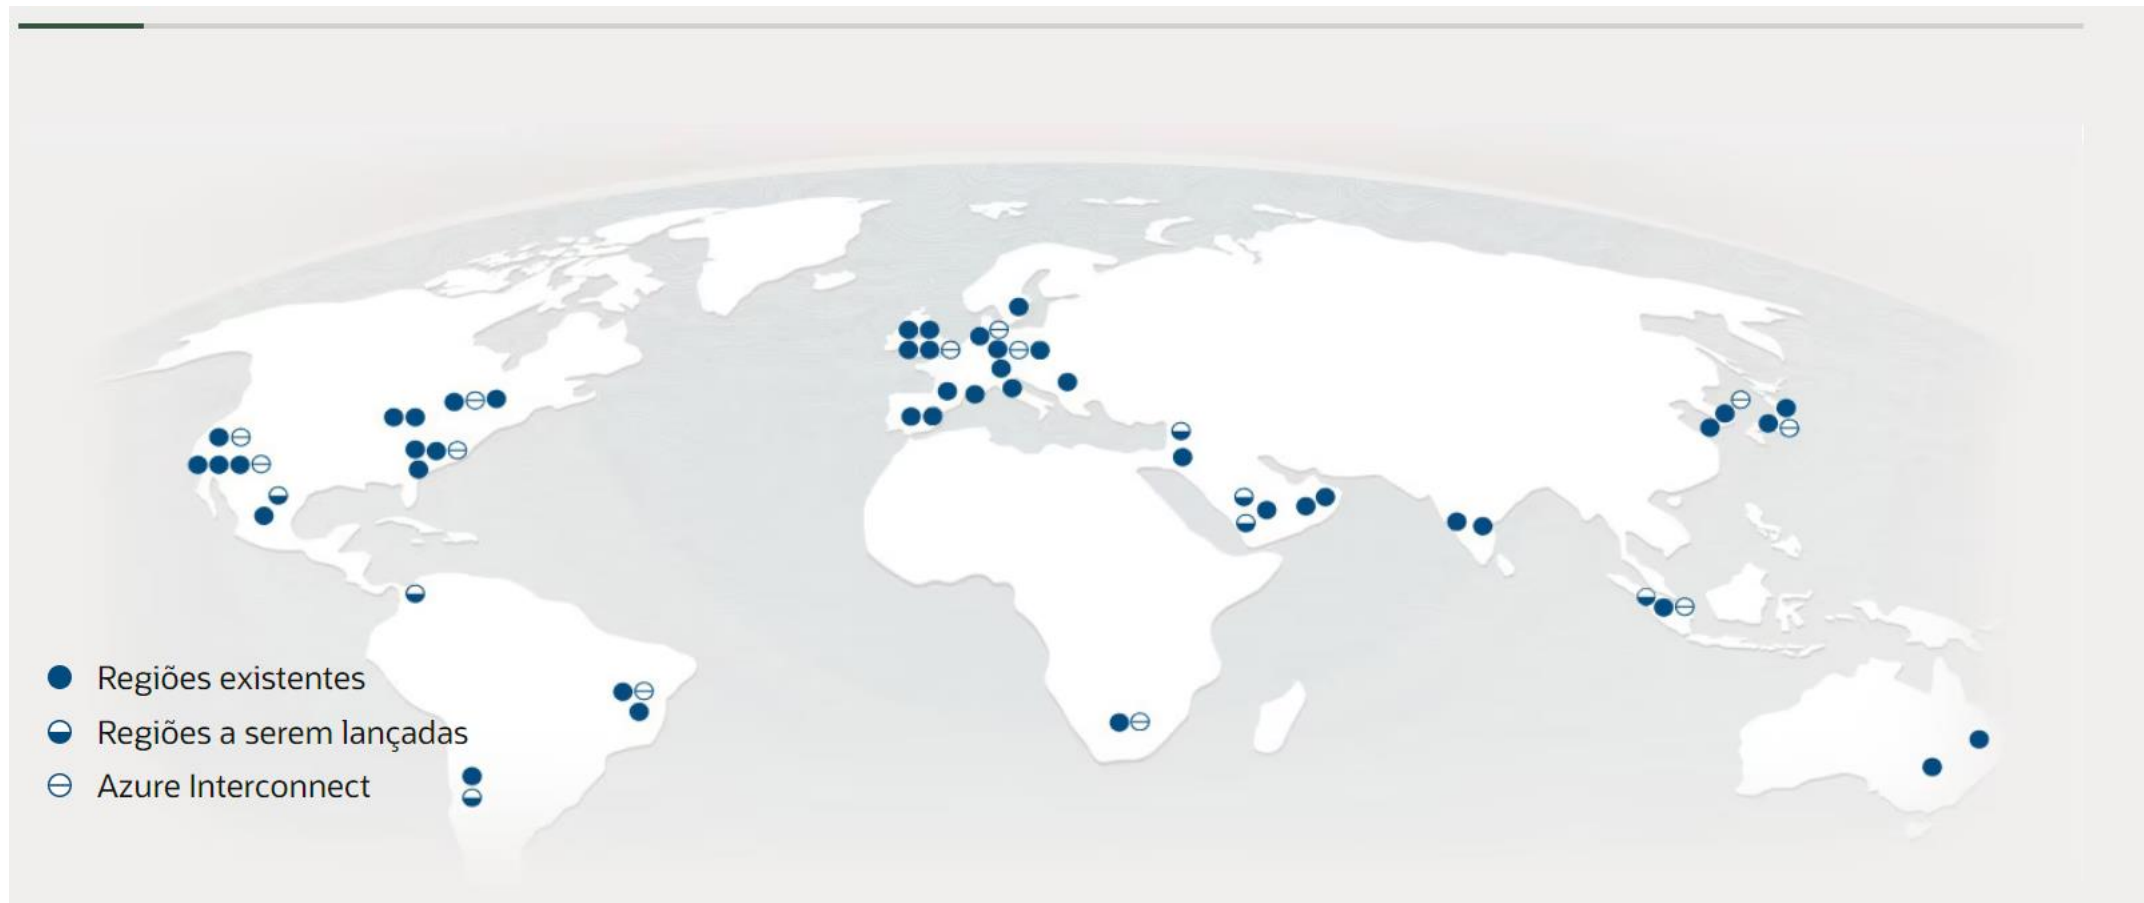 Regiões existentes
Regiões a serem lançadas
Azure Interconnect